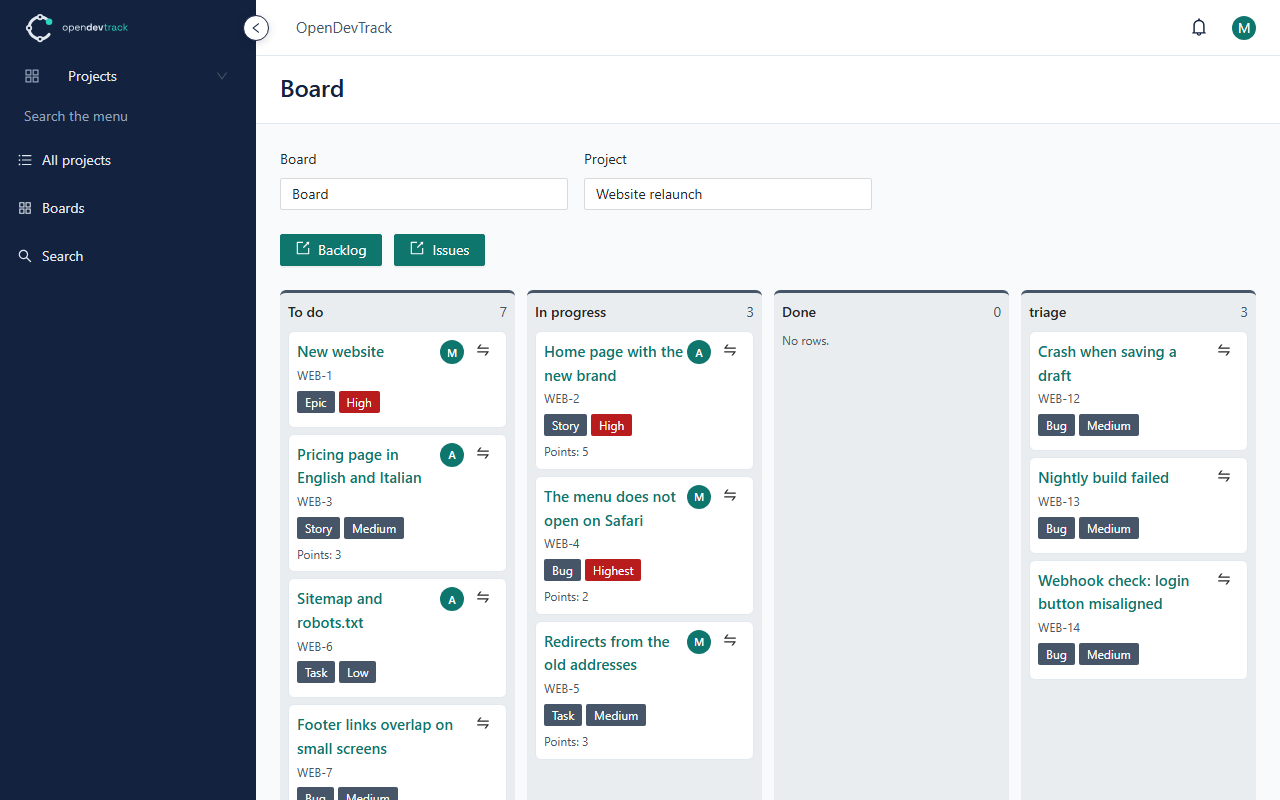 opendevtrack
Projects
Search the menu
All projects
Boards
Search
OpenDevTrack
M
Board
Board
Project
Board
Website relaunch
Backlog
Issues
To do 7
New website
M
WEB-1
Epic High
Pricing page in
English and Italian
A
WEB-3
Story Medium
Points: 3
Sitemap and
robots.txt
A
WEB-6
Task Low
Footer links overlap on
small screens
WEB-7
Bug Medium
In progress 3
Home page with the
new brand
A
WEB-2
Story High
Points: 5
The menu does not
open on Safari
M
WEB-4
Bug Highest
Points: 2
Redirects from the
old addresses
M
WEB-5
Task Medium
Points: 3
Done 0
No rows.
triage 3
Crash when saving a
draft
WEB-12
Bug Medium
Nightly build failed
WEB-13
Bug Medium
Webhook check: login
button misaligned
WEB-14
Bug Medium